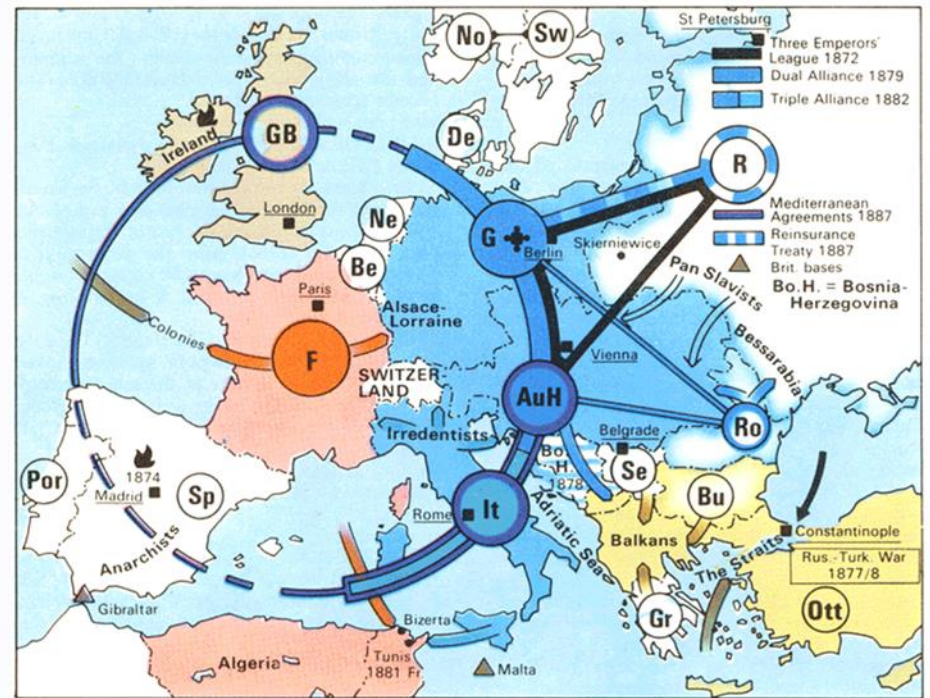 St Petersburg
Three Emperors'
League 1872
Dual Alliance 1879
Triple Alliance 1882
No
Sw
GB
De
R
Ireland
Mediterranean
Agreements 1887
Reinsurance
Treaty 1887
Brit. bases
Bo.H. = Bosnia-
Herzegovina
London
Ne
G
Berlin
Skierniewice
Be
Pan Slavists
Paris
Alsace-
Lorraine
Bessarabia
Colonies
F
Vienna
SWITZER
LAND
AuH
Ro
Irredentists
Belgrade
Bo.
H.
1878
Se
Por
1874
Madrid
Sp
Bu
Rome
It
Adriatic Sea
Constantinople
Balkans
The Straits
Rus.-Turk. War
1877/8
Anarchists
Gibraltar
Bizerta
Gr
Ott
Algeria
Tunis
1881 Fr
Malta